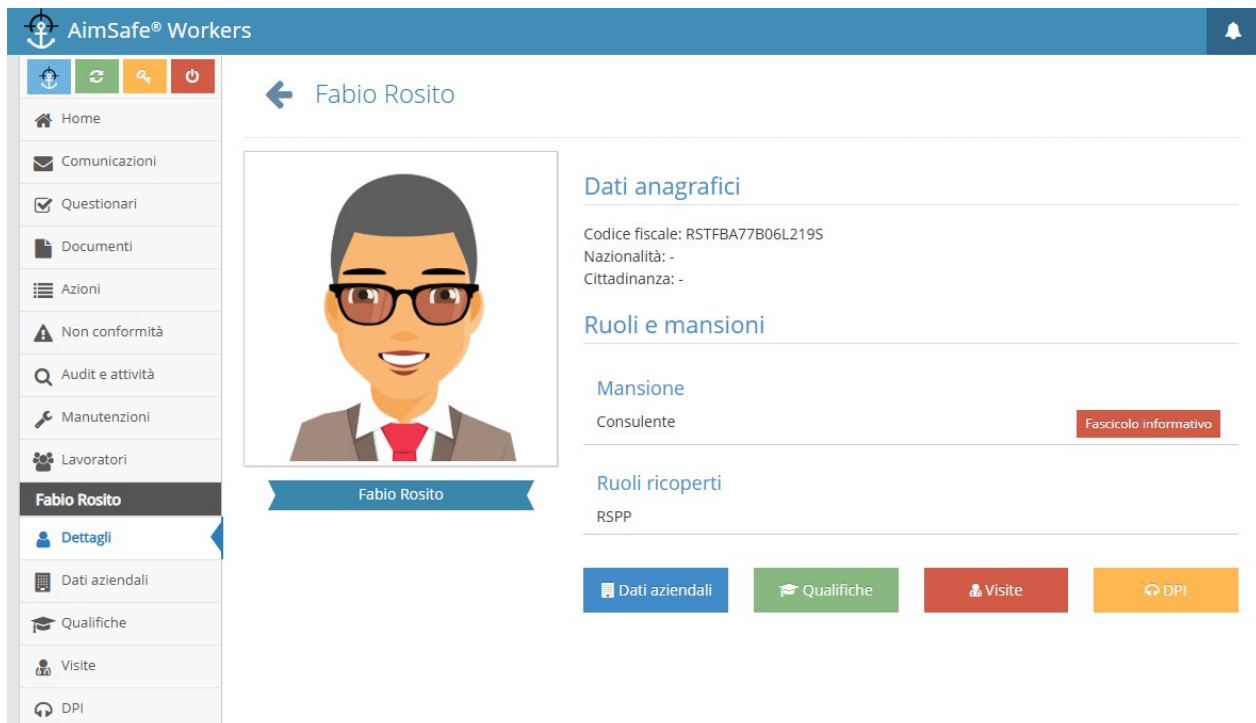 AimSafe® Workers
Home
Comunicazioni
Questionari
Documenti
Azioni
Non conformità
Audit e attività
Manutenzioni
Lavoratori
Fabio Rosito
Dettagli
Dati aziendali
Qualifiche
Visite
DPI
Fabio Rosito
Fabio Rosito
Dati anagrafici
Codice fiscale: RSTFBA77B06L219S
Nazionalità: -
Cittadinanza: -
Ruoli e mansioni
Mansione
Consulente
Fascicolo informativo
Ruoli ricoperti
RSPP
Dati aziendali
Qualifiche
Visite
DPI